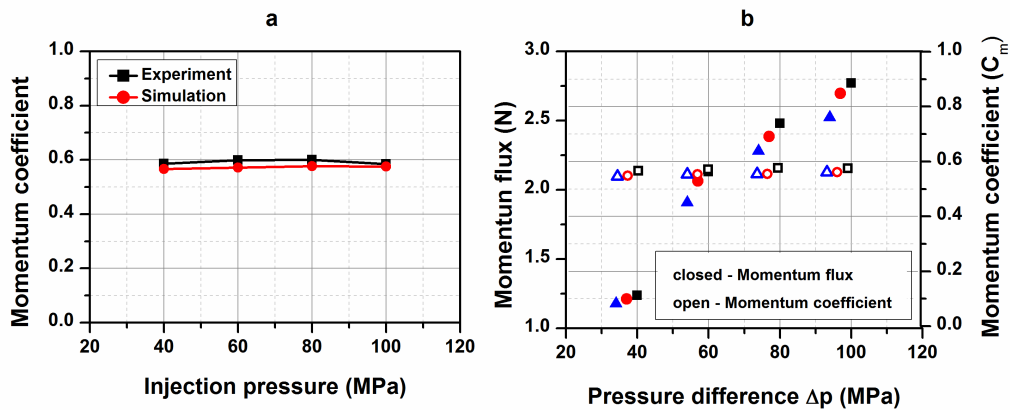 a
Momentum coefficient
1.0
0.8
0.6
0.4
0.2
0.0
Experiment
Simulation
20
40
60
80
100
120
Injection pressure (MPa)
b
Momentun flux (N)
3.0
2.5
2.0
1.5
1.0
closed - Momentum flux
open - Momentum coefficient
20
40
60
80
100
120
Pressure difference Δp (MPa)
1.0
0.8
0.6
0.4
0.2
0.0
Momentum coefficient (Cm)